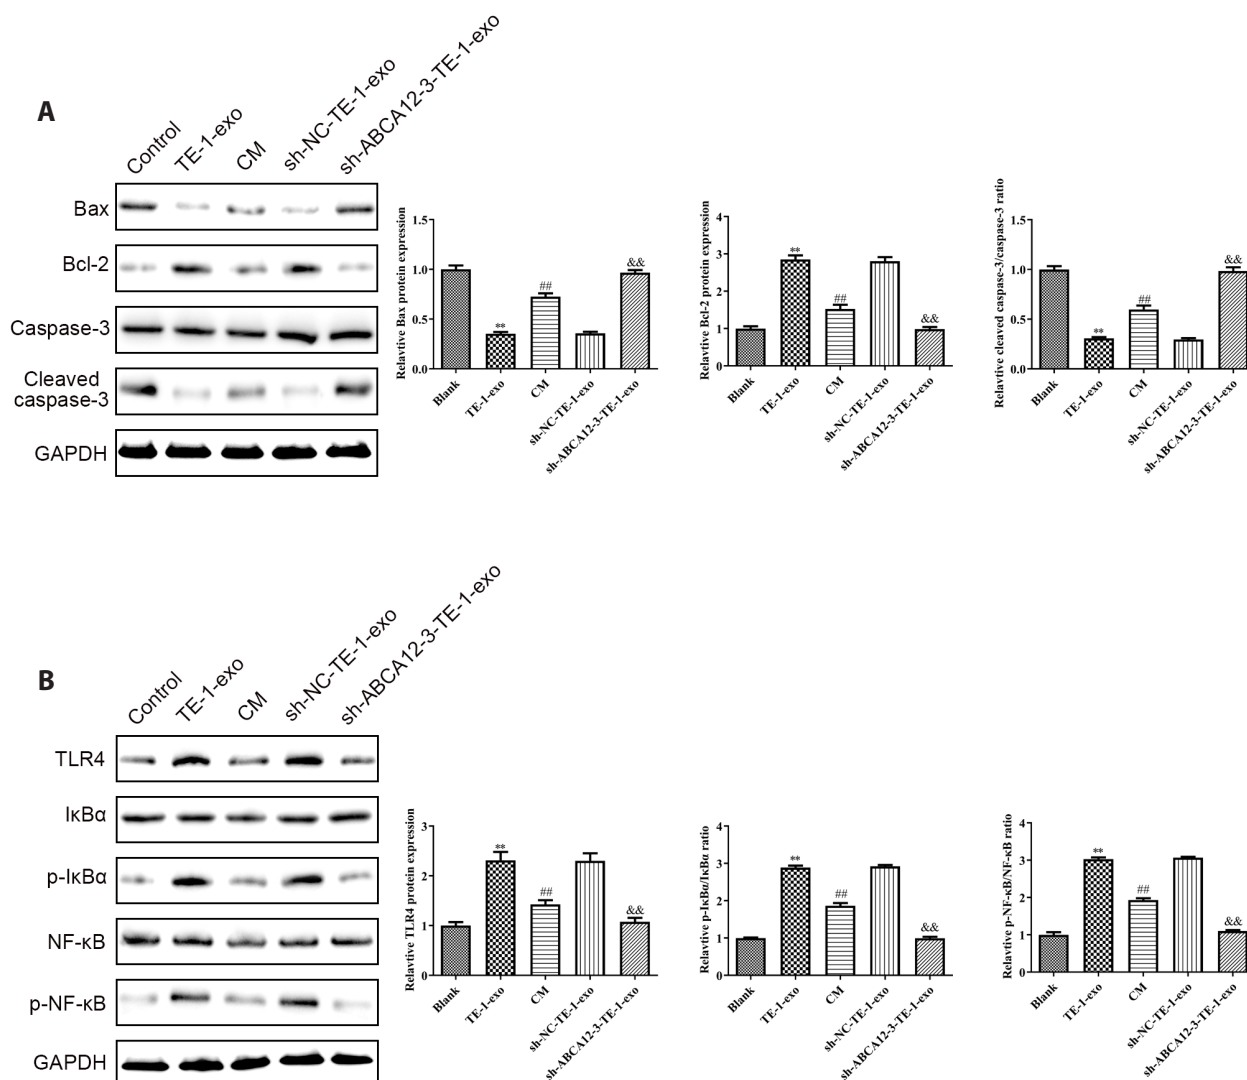 A
Control
TE-1-exo
CM
sh-NC-TE-1-exo
sh-ABCA12-3-TE-1-exo
Bax
Bcl-2
Caspase-3
Cleaved
caspase-3
GAPDH
Relavtive Bax protein expression
1.5
1.0
0.5
0.0
**
##
&&
Blank
TE-1-exo
CM
sh-NC-TE-1-exo
sh-ABCA12-3-TE-1-exo
Relavtive Bcl-2 protein expression
4
3
2
1
0
**
##
&&
Blank
TE-1-exo
CM
sh-NC-TE-1-exo
sh-ABCA12-3-TE-1-exo
Relavtive cleaved caspase-3/caspase-3 ratio
1.5
1.0
0.5
0.0
**
##
&&
Blank
TE-1-exo
CM
sh-NC-TE-1-exo
sh-ABCA12-3-TE-1-exo
B
Control
TE-1-exo
CM
sh-NC-TE-1-exo
sh-ABCA12-3-TE-1-exo
TLR4
IκBα
p-IκBα
NF-κB
p-NF-κB
GAPDH
Relavtive TLR4 protein expression
3
2
1
0
**
##
&&
Blank
TE-1-exo
CM
sh-NC-TE-1-exo
sh-ABCA12-3-TE-1-exo
Relavtive p-IκBα/IκBα ratio
4
3
2
1
0
**
##
&&
Blank
TE-1-exo
CM
sh-NC-TE-1-exo
sh-ABCA12-3-TE-1-exo
Relavtive p-NF-κB/NF-κB ratio
4
3
2
1
0
**
##
&&
Blank
TE-1-exo
CM
sh-NC-TE-1-exo
sh-ABCA12-3-TE-1-exo